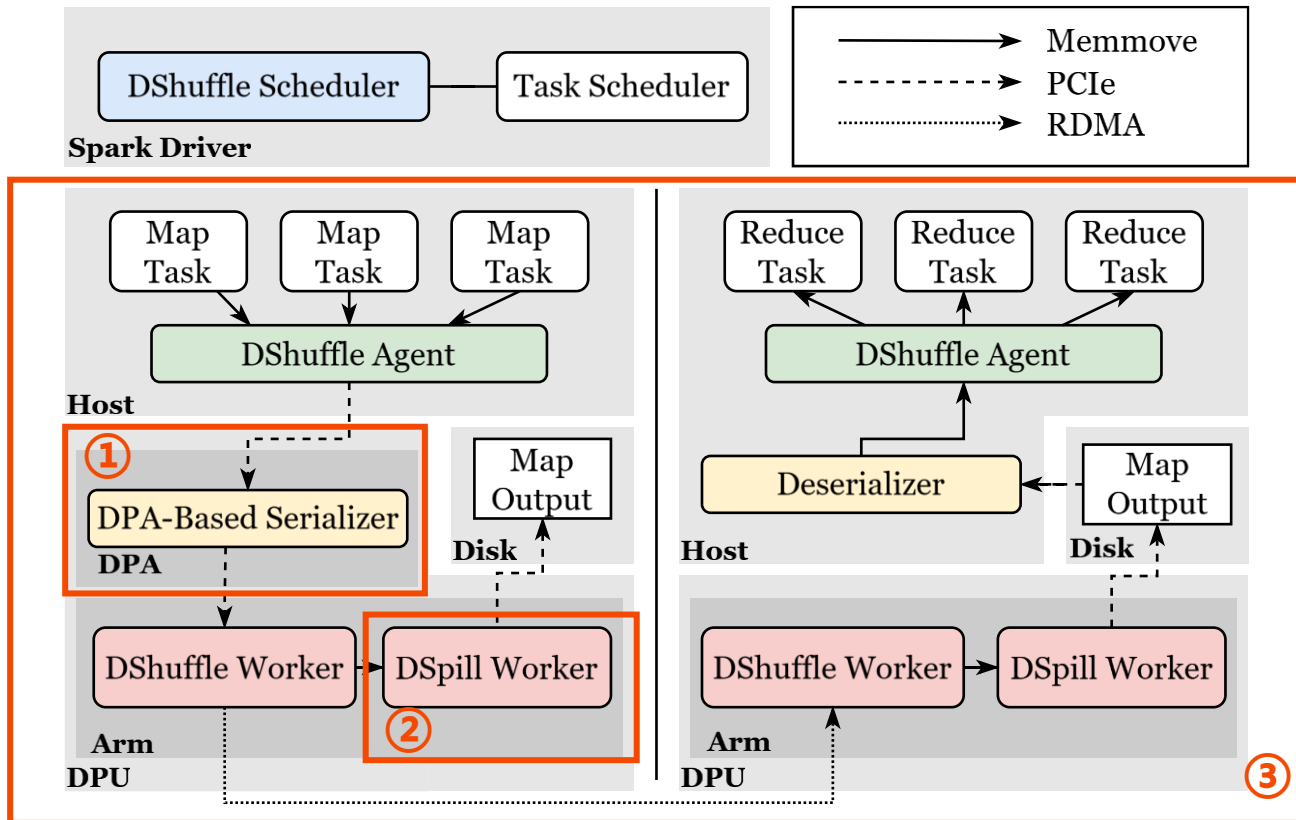 DShuffle Scheduler
Task Scheduler
Spark Driver
Memmove
PCIe
RDMA
Map
Task
Map
Task
Map
Task
DShuffle Agent
Host
①
DPA-Based Serializer
DPA
Map
Output
Disk
DShuffle Worker
DSpill Worker
②
Arm
DPU
Reduce
Task
Reduce
Task
Reduce
Task
DShuffle Agent
Deserializer
Host
Map
Output
Disk
DShuffle Worker
DSpill Worker
Arm
DPU
③